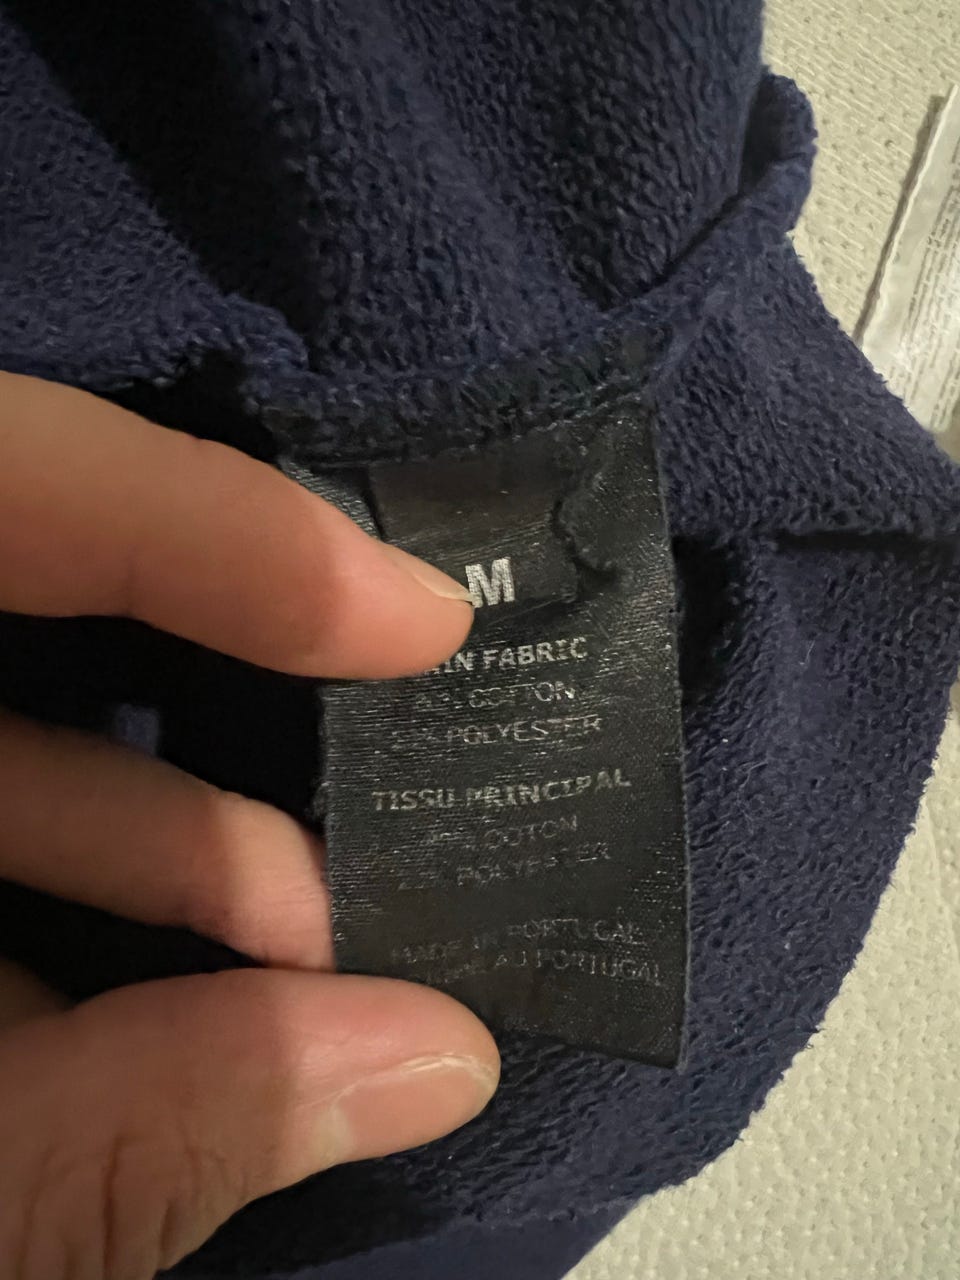 M
FABRIC
COTTON
POLYESTER
TISSU PRINCIPAL
COTON
POLYESTER
MADE IN PORTUGAL
AU PORTUGAL